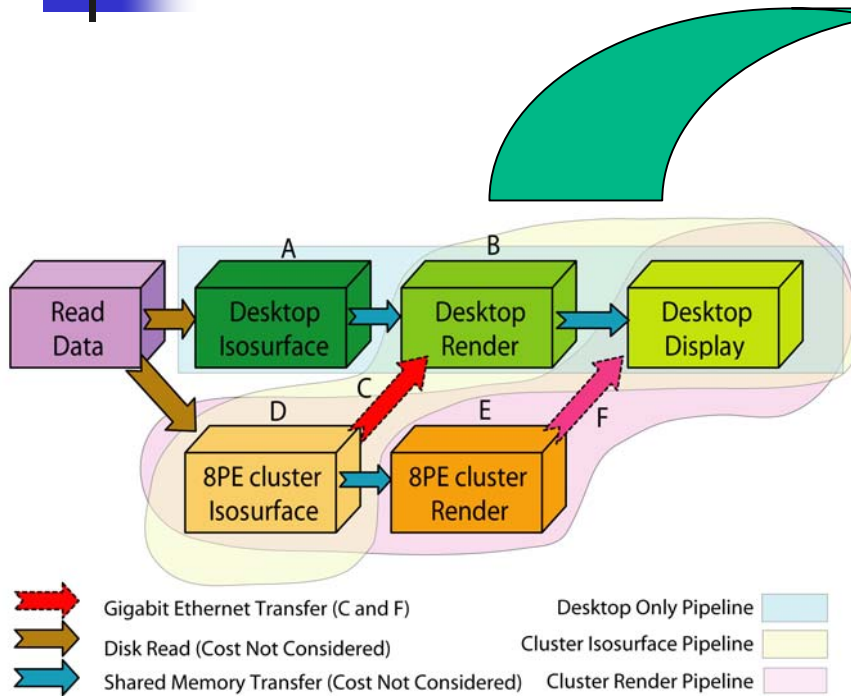 A
B
Read
Data
Desktop
Isosurface
Desktop
Render
Desktop
Display
C
D
E
F
8PE cluster
Isosurface
8PE cluster
Render
Gigabit Ethernet Transfer (C and F)
Disk Read (Cost Not Considered)
Shared Memory Transfer (Cost Not Considered)
Desktop Only Pipeline
Cluster Isosurface Pipeline
Cluster Render Pipeline